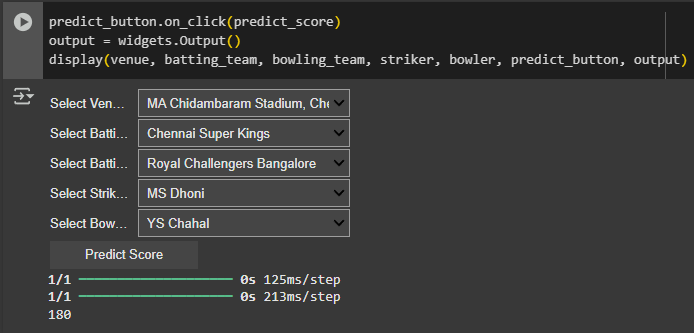 predict_button.on_click(predict_score)
output = widgets.Output()
display(venue, batting_team, bowling_team, striker, bowler, predict_button, output)
Select Ven... MA Chidambaram Stadium, Che
Select Batti... Chennai Super Kings
Select Batti... Royal Challengers Bangalore
Select Strik... MS Dhoni
Select Bow... YS Chahal
Predict Score
1/1 0s 125ms/step
1/1 0s 213ms/step
180